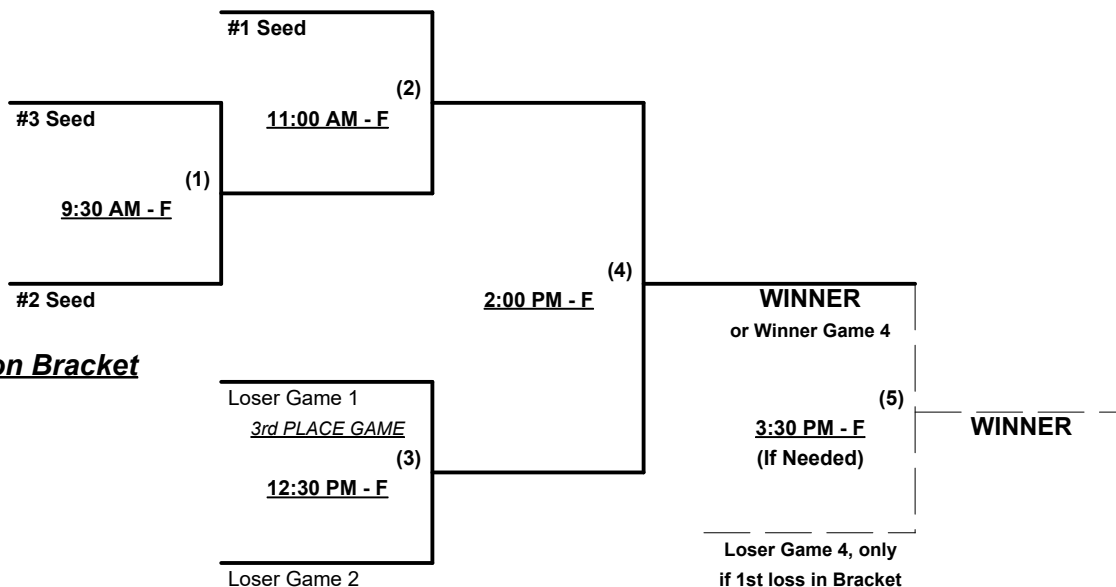 #1 Seed
(2)
#3 Seed
11:00 AM - F
(1)
9:30 AM - F
(4)
#2 Seed
2:00 PM - F
WINNER
or Winner Game 4
on Bracket
Loser Game 1
(5)
3rd PLACE GAME
3:30 PM - F
WINNER
(3)
(If Needed)
12:30 PM - F
Loser Game 4, only
Loser Game 2
if 1st loss in Bracket